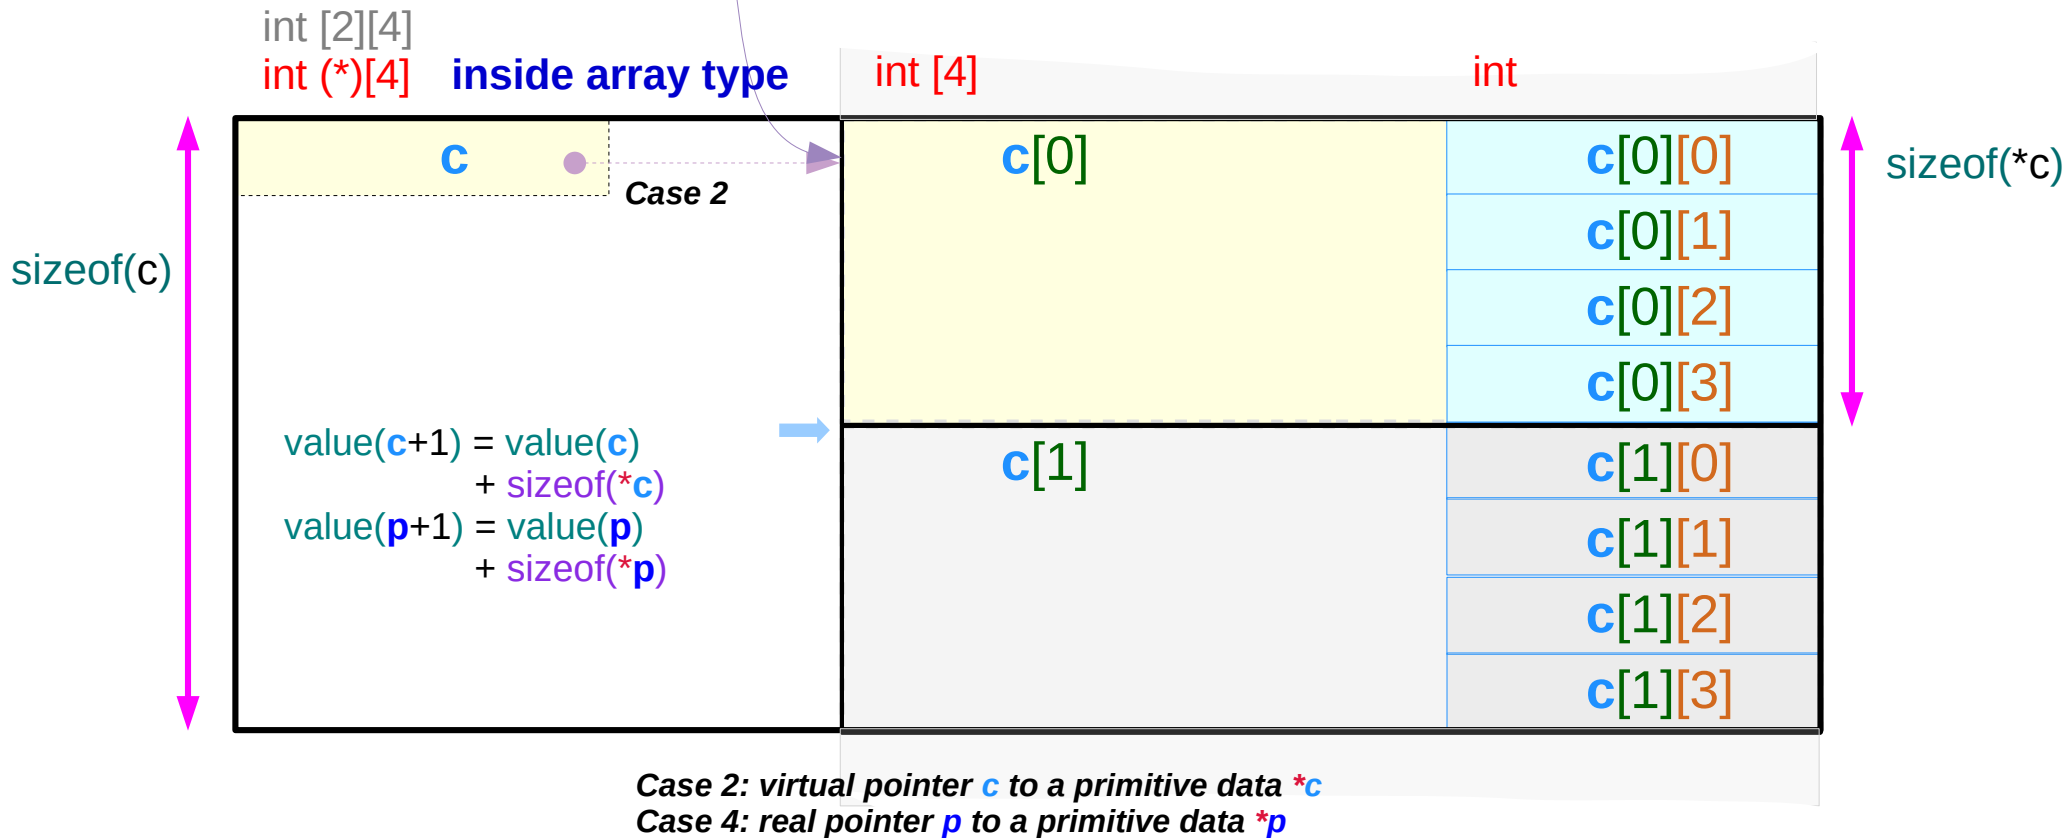 int [2][4]
int (*)[4] inside array type int [4] int
c c[0] c[0][0] sizeof(*c)
Case 2
c[0][1]
sizeof(c)
c[0][2]
c[0][3]
value(c+1) = value(c)
+ sizeof(*c)
value(p+1) = value(p)
+ sizeof(*p)
c[1] c[1][0]
c[1][1]
c[1][2]
c[1][3]
Case 2: virtual pointer c to a primitive data *c
Case 4: real pointer p to a primitive data *p